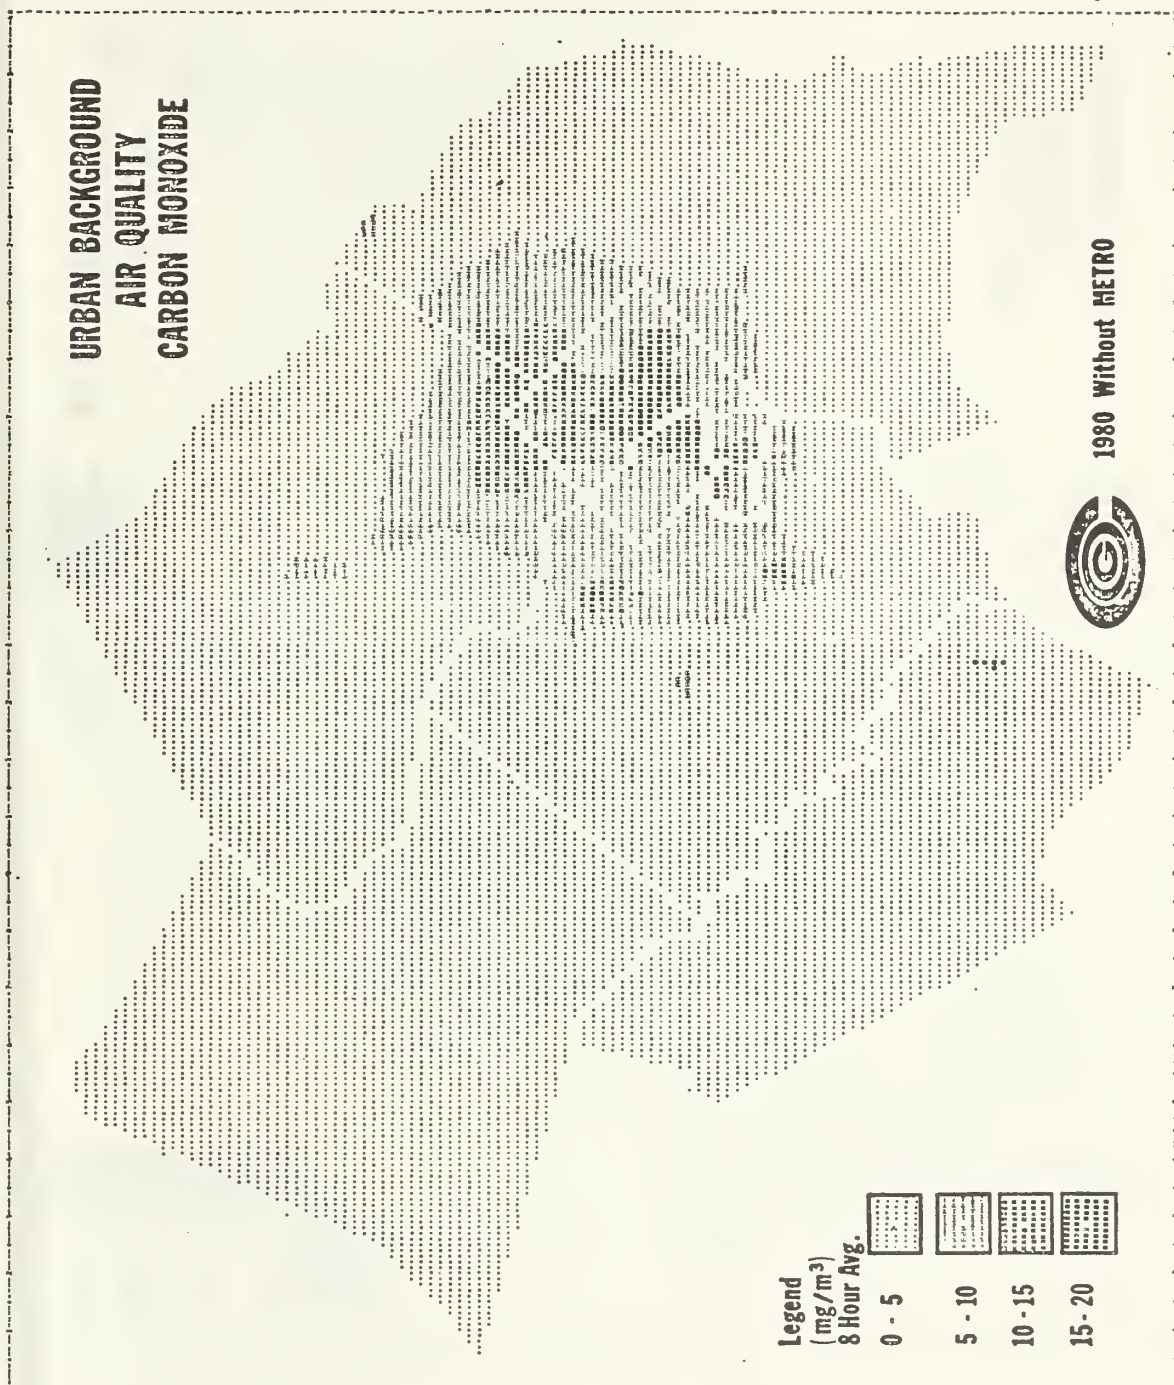 URBAN BACKGROUND
AIR QUALITY
CARBON MONOXIDE
1980 Without METRO
Legend
(mg/m³)
8 Hour Avg.
0 - 5
5 - 10
10 - 15
15 - 20